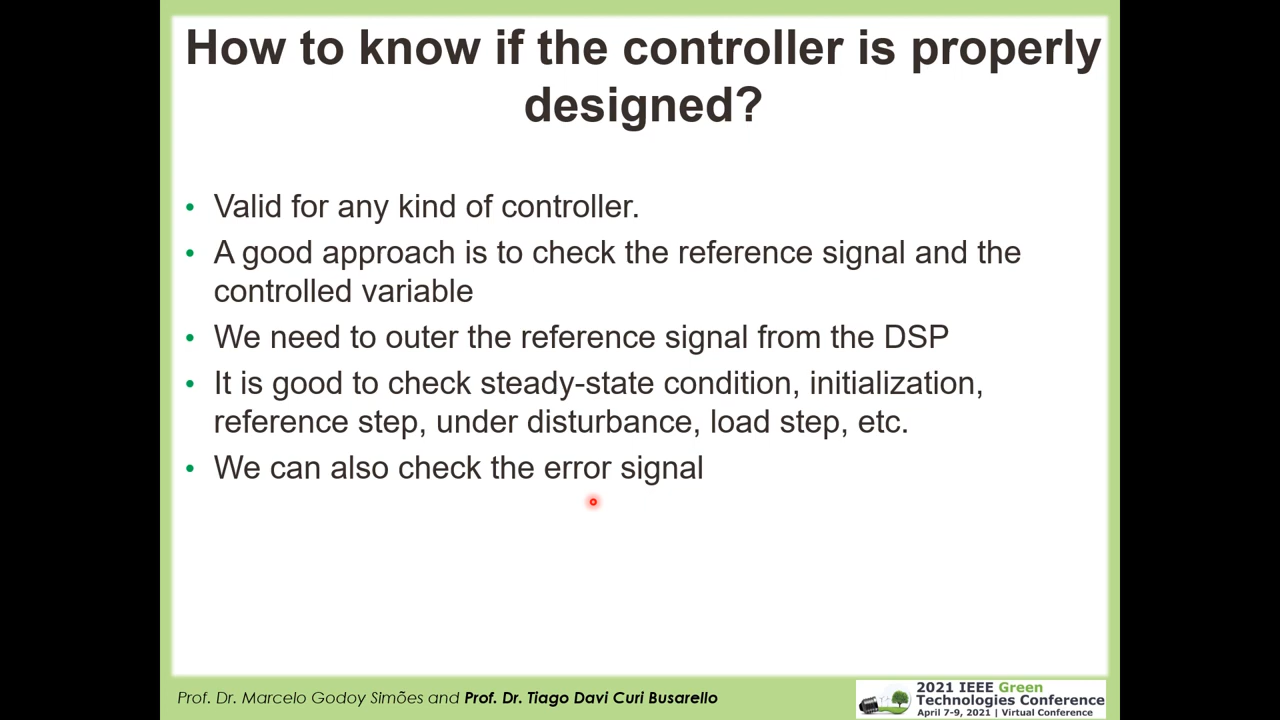 How to know if the controller is properly
designed?
• Valid for any kind of controller.
• A good approach is to check the reference signal and the
controlled variable
• We need to outer the reference signal from the DSP
• It is good to check steady-state condition, initialization,
reference step, under disturbance, load step, etc.
• We can also check the error signal
Prof. Dr. Marcelo Godoy Simões and Prof. Dr. Tiago Davi Curi Busarello
2021 IEEE Green
Technologies Conference
April 7-9, 2021 | Virtual Conference